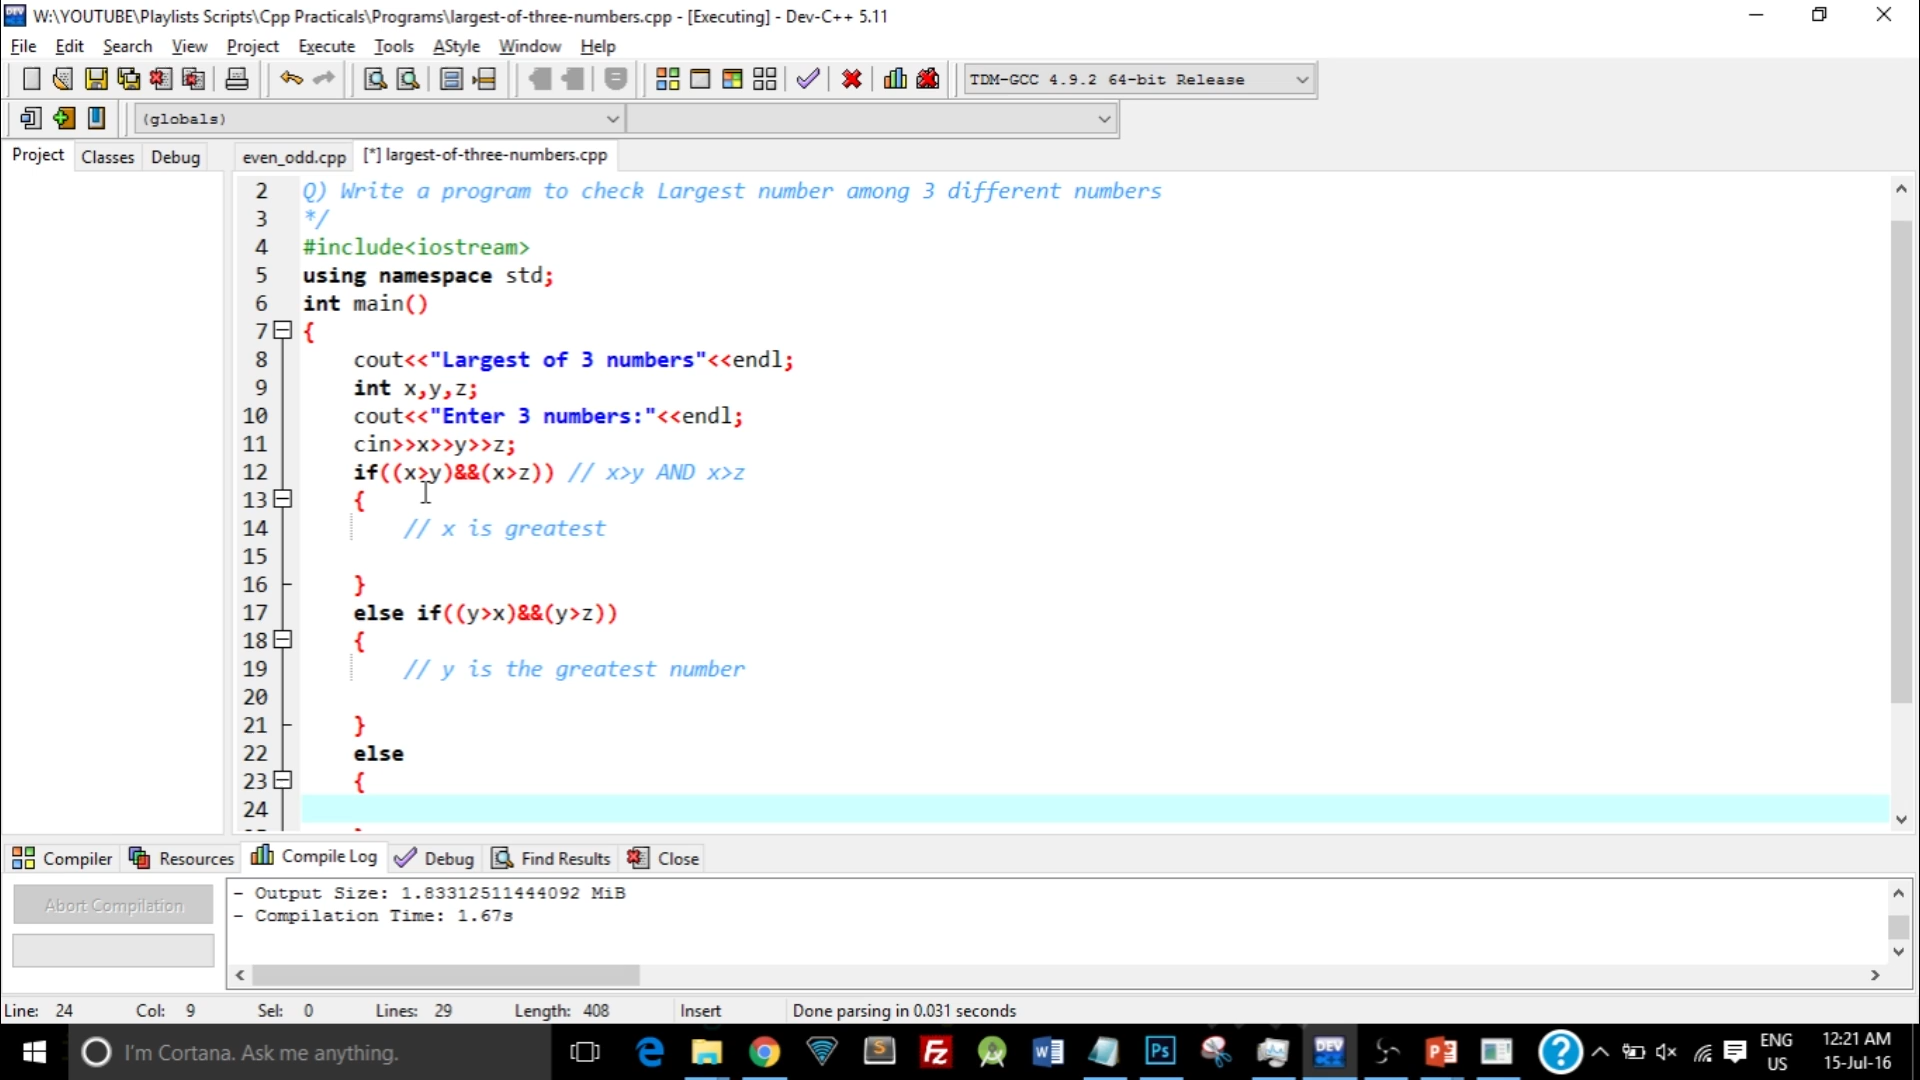 W:\YOUTUBE\Playlists Scripts\Cpp Practicals\Programs\largest-of-three-numbers.cpp - [Executing] - Dev-C++ 5.11
File Edit Search View Project Execute Tools AStyle Window Help
TDM-GCC 4.9.2 64-bit Release
(globals)
Project Classes Debug even_odd.cpp [*] largest-of-three-numbers.cpp
2 Q) Write a program to check Largest number among 3 different numbers
3 */
4 #include<iostream>
5 using namespace std;
6 int main()
7 {
8 cout<<"Largest of 3 numbers"<<endl;
9 int x,y,z;
10 cout<<"Enter 3 numbers:"<<endl;
11 cin>>x>>y>>z;
12 if((x>y)&&(x>z)) // x>y AND x>z
13 {
14 // x is greatest
15
16 }
17 else if((y>x)&&(y>z))
18 {
19 // y is the greatest number
20
21 }
22 else
23 {
24
Compiler Resources Compile Log Debug Find Results Close
Abort Compilation
- Output Size: 1.83312511444092 MiB
- Compilation Time: 1.67s
Line: 24 Col: 9 Sel: 0 Lines: 29 Length: 408 Insert Done parsing in 0.031 seconds
I'm Cortana. Ask me anything.
ENG
US
12:21 AM
15-Jul-16